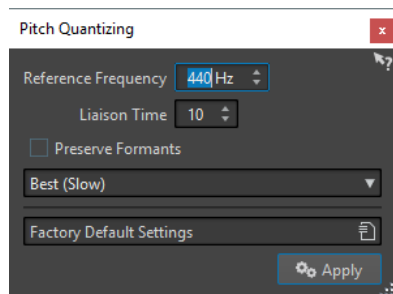 Pitch Quantizing
x
?
Reference Frequency 440 Hz
Liaison Time 10
Preserve Formants
Best (Slow)
Factory Default Settings
Apply